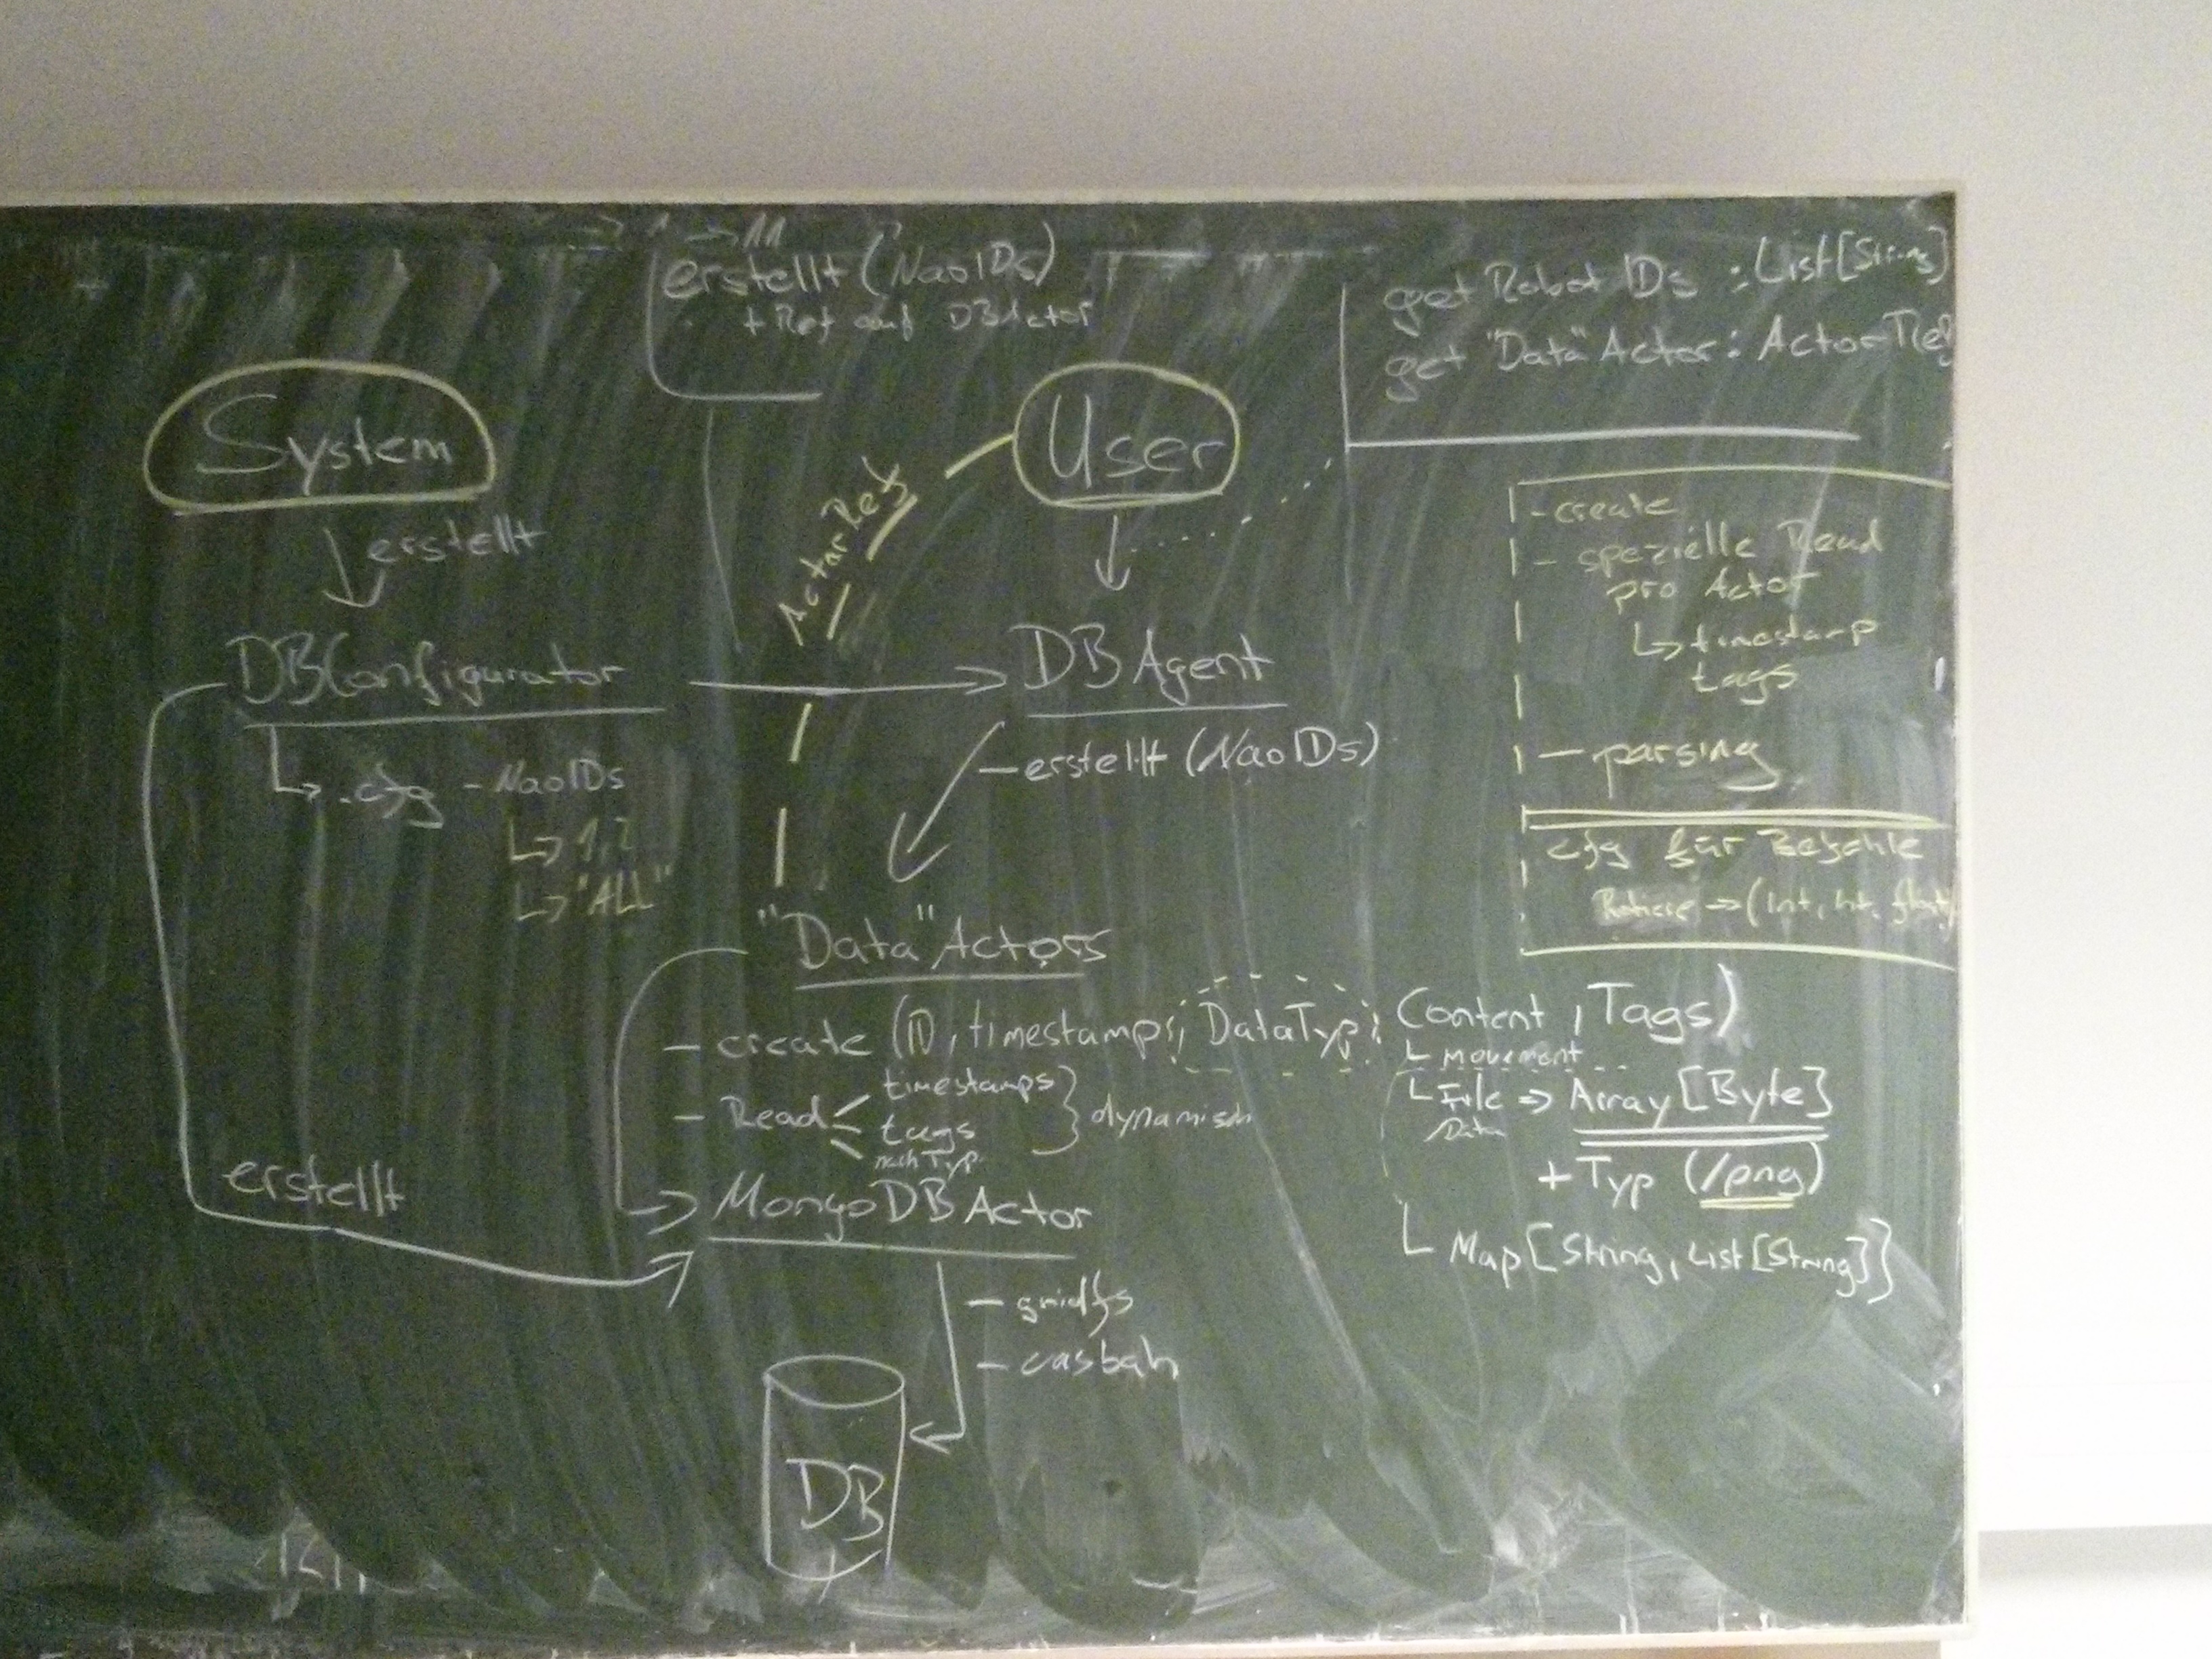 erstellt (NaoIDs)
+ Ref auf DBActor
get Robot IDs : List[String]
get "Data" Actor : ActorRef
System
User
ActorRef
erstellt
- create
- spezielle Read
pro Actor
↳ timestamp
tags
- parsing
DBConfigurator
DB Agent
↳ .cfg - NaoIDs
↳ 1,2
↳ "ALL"
- erstellt (NaoIDs)
cfg für Befehle
→ (Int, Int, float)
"Data" Actors
- create (ID, timestamp, DataTyp, Content, Tags)
movement
- Read
timestamps
tags
nach Typ
dynamisch
File ⇒ Array [Byte]
Data
+ Typ (/png)
erstellt
MongoDB Actor
Map [String, List[String]]
- gridfs
- casbah
DB